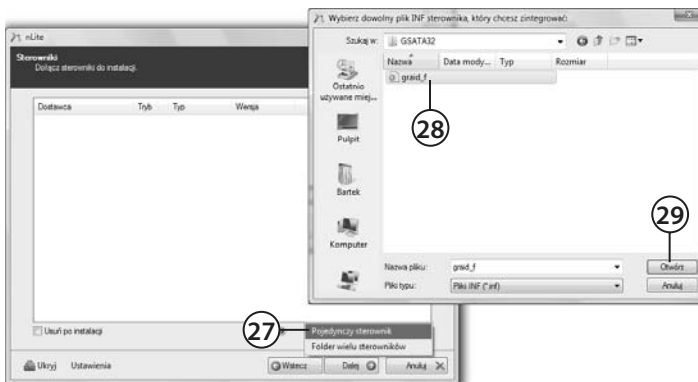 nLite
Sterowniki
Dołącz sterowniki do instalacji.
Dostawca Tryb Typ Wersja
27
Usuń po instalacji
Pojedynczy sterownik
Folder wielu sterowników
Ukryj Ustawienia Wstecz Dalej Anuluj
Wybierz dowolny plik INF sterownika, który chcesz zintegrować:
Szukaj w: GSATA32
Nazwa Data mody... Typ Rozmiar
graid_f
28
Ostatnio
używane miej...
Pulpit
Bartek
Komputer
29
Nazwa pliku: graid_f Otwórz
Pliki typu: Pliki INF (*.inf) Anuluj